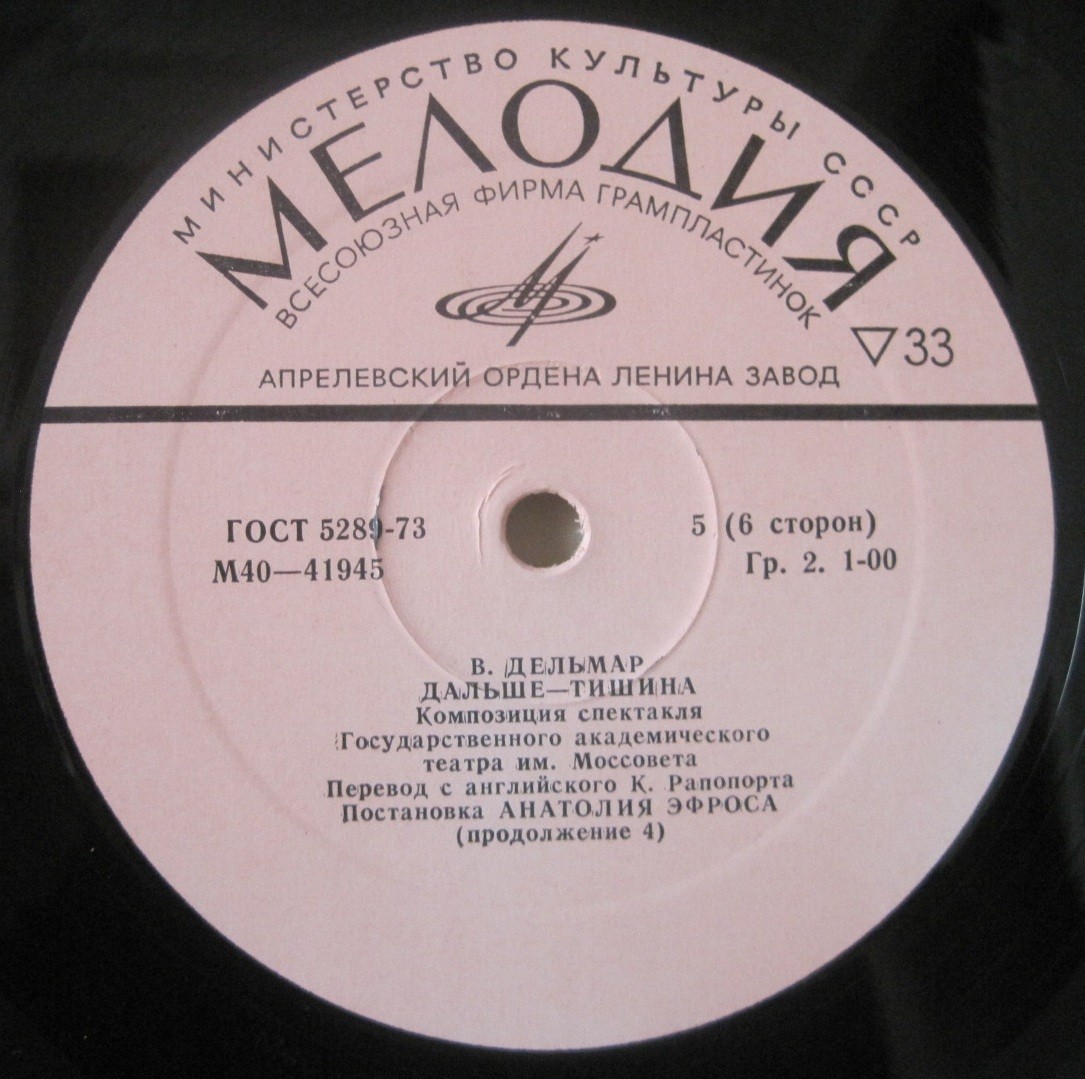 МИНИСТЕРСТВО КУЛЬТУРЫ СССР
МЕЛОДИЯ
ВСЕСОЮЗНАЯ ФИРМА ГРАМПЛАСТИНОК
33
АПРЕЛЕВСКИЙ ОРДЕНА ЛЕНИНА ЗАВОД
ГОСТ 5289-73
5 (6 сторон)
М40—41945
Гр. 2. 1-00
В. ДЕЛЬМАР
ДАЛЬШЕ—ТИШИНА
Композиция спектакля
Государственного академического
театра им. Моссовета
Перевод с английского К. Рапопорта
Постановка АНАТОЛИЯ ЭФРОСА
(продолжение 4)